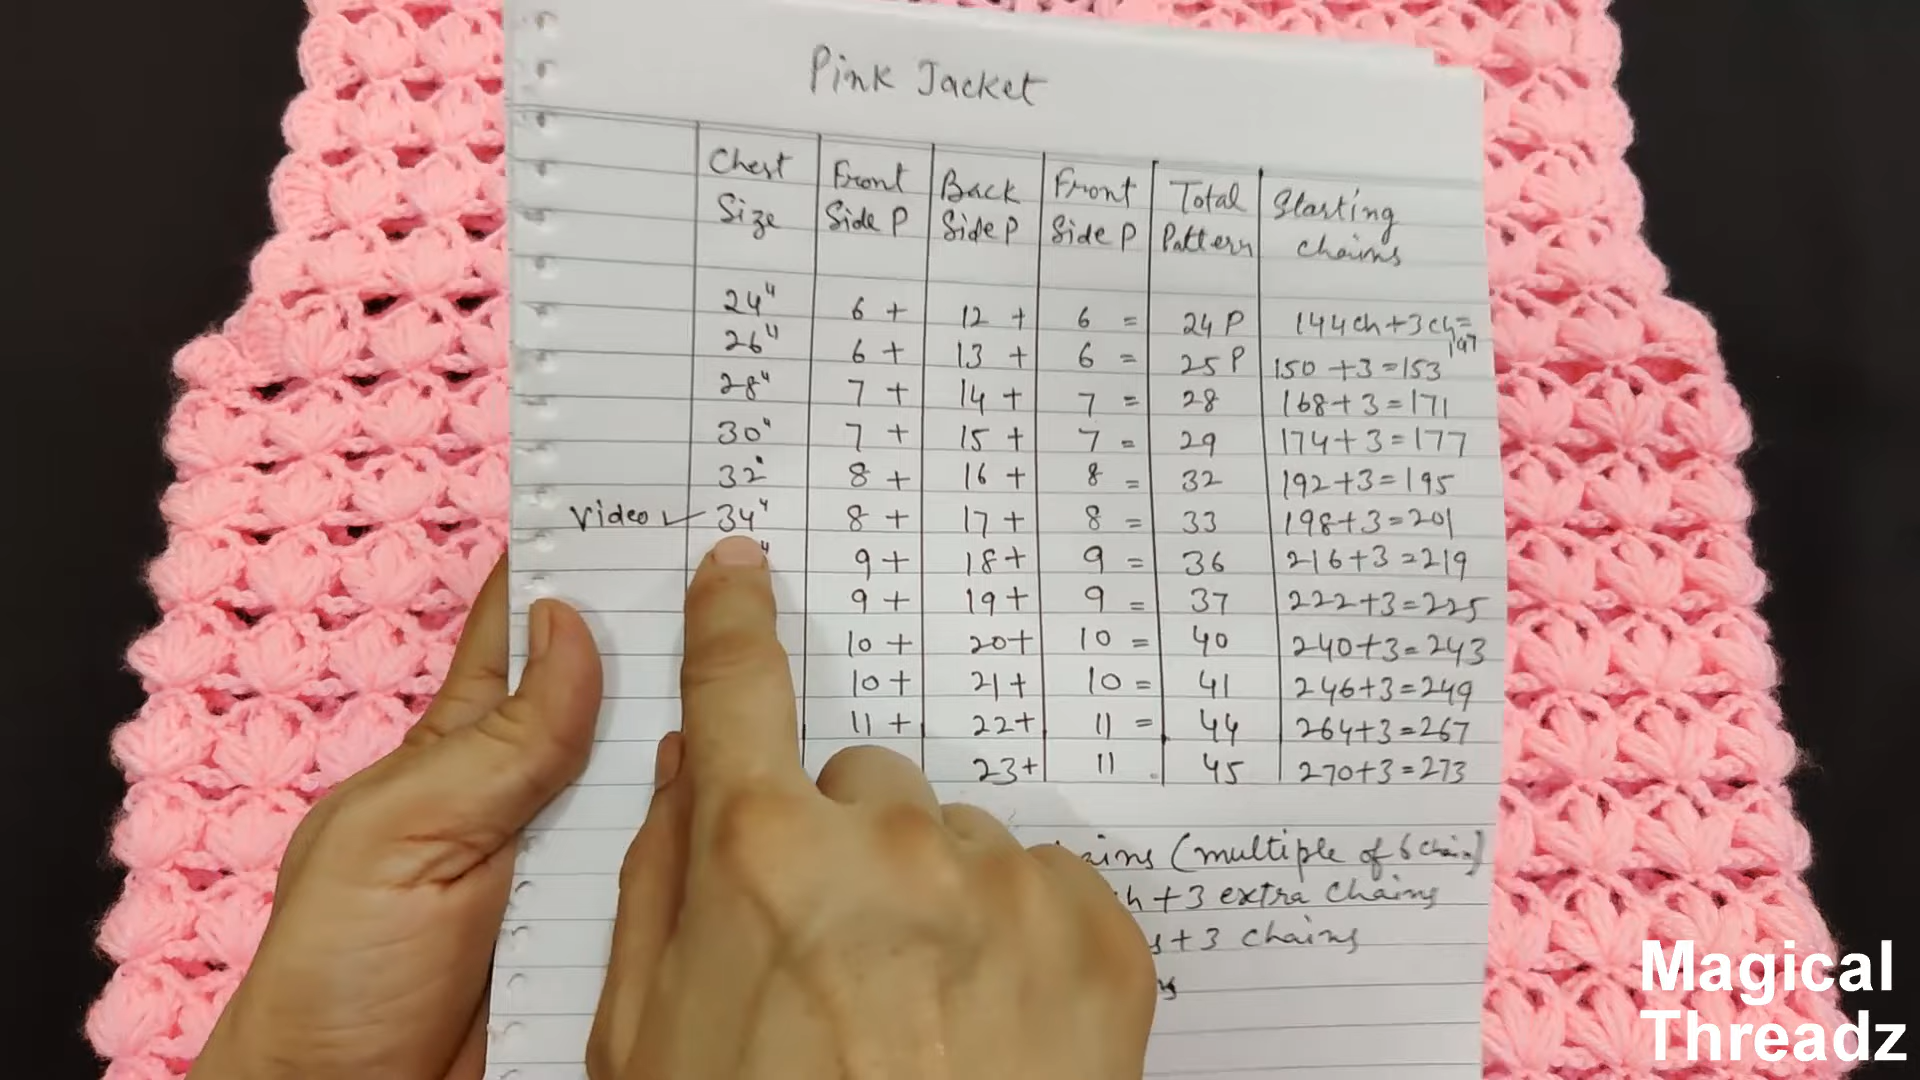 Pink Jacket
Chest Size | Front Side P | Back Side P | Front Side P | Total Pattern | Starting chains
24" | 6 + | 12 + | 6 = | 24 P | 144ch+3ch=147
26" | 6 + | 13 + | 6 = | 25 P | 150 +3=153
28" | 7 + | 14 + | 7 = | 28 | 168+3=171
30" | 7 + | 15 + | 7 = | 29 | 174+3=177
32" | 8 + | 16 + | 8 = | 32 | 192+3=195
Video ✓ 34" | 8 + | 17 + | 8 = | 33 | 198+3=201
9 + | 18+ | 9 = | 36 | 216+3=219
9 + | 19+ | 9 = | 37 | 222+3=225
10 + | 20+ | 10 = | 40 | 240+3=243
10 + | 21+ | 10 = | 41 | 246+3=249
11 + | 22+ | 11 = | 44 | 264+3=267
23+ | 11 | 45 | 270+3=273
(multiple of 6 chain)
+3 extra chains
+3 chains
Magical
Threadz